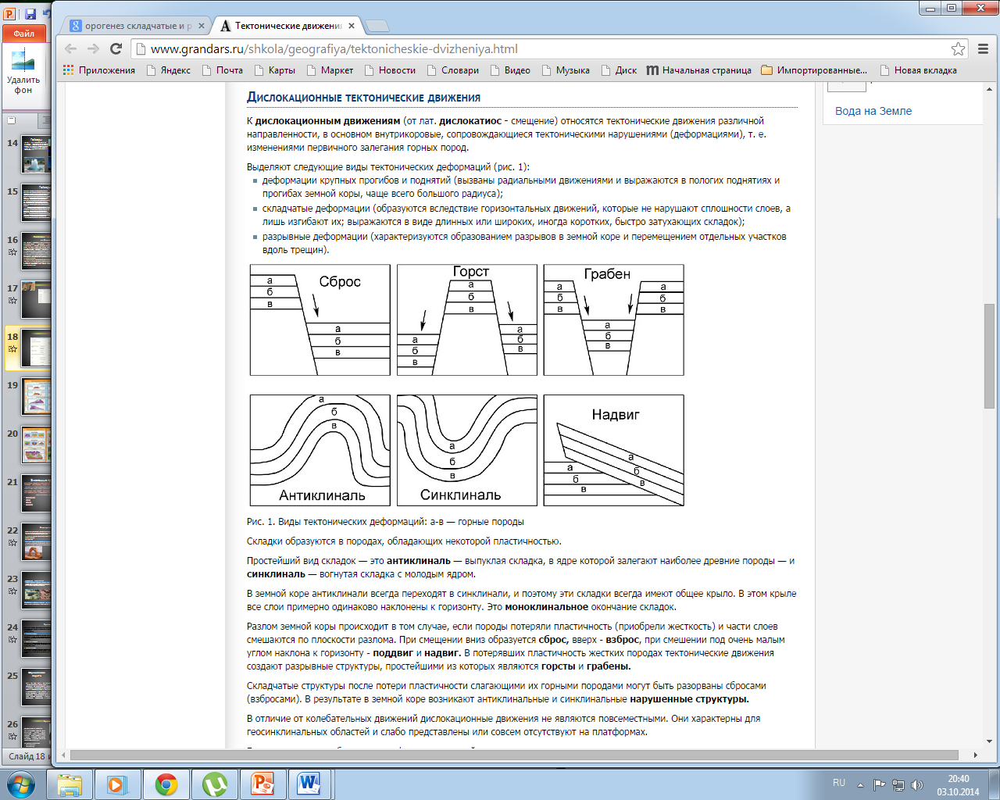 Файл
Удалить
фон
14
15
16
17
18
19
20
21
22
23
24
25
26
Слайд 18 и
орогенез складчатые и р
Тектонические движени
www.grandars.ru/shkola/geografiya/tektonicheskie-dvizheniya.html
Приложения Яндекс Почта Карты Маркет Новости Словари Видео Музыка Диск Начальная страница Импортированные... Новая вкладка
Вода на Земле
Дислокационные тектонические движения
К дислокационным движениям (от лат. дислокатиос - смещение) относятся тектонические движения различной
направленности, в основном внутрикоровые, сопровождающиеся тектоническими нарушениями (деформациями), т. е.
изменениями первичного залегания горных пород.
Выделяют следующие виды тектонических деформаций (рис. 1):
деформации крупных прогибов и поднятий (вызваны радиальными движениями и выражаются в пологих поднятиях и
прогибах земной коры, чаще всего большого радиуса);
складчатые деформации (образуются вследствие горизонтальных движений, которые не нарушают сплошности слоев, а
лишь изгибают их; выражаются в виде длинных или широких, иногда коротких, быстро затухающих складок);
разрывные деформации (характеризуются образованием разрывов в земной коре и перемещением отдельных участков
вдоль трещин).
Сброс
а
б
в
а
б
в
Горст
а
б
в
а
б
в
а
б
в
Грабен
а
б
в
а
б
в
а
б
в
а
б
в
Антиклиналь
а
б
в
Синклиналь
Надвиг
а
б
в
а
б
в
Рис. 1. Виды тектонических деформаций: а-в — горные породы
Складки образуются в породах, обладающих некоторой пластичностью.
Простейший вид складок — это антиклиналь — выпуклая складка, в ядре которой залегают наиболее древние породы — и
синклиналь — вогнутая складка с молодым ядром.
В земной коре антиклинали всегда переходят в синклинали, и поэтому эти складки всегда имеют общее крыло. В этом крыле
все слои примерно одинаково наклонены к горизонту. Это моноклинальное окончание складок.
Разлом земной коры происходит в том случае, если породы потеряли пластичность (приобрели жесткость) и части слоев
смешаются по плоскости разлома. При смещении вниз образуется сброс, вверх - взброс, при смешении под очень малым
углом наклона к горизонту - поддвиг и надвиг. В потерявших пластичность жестких породах тектонические движения
создают разрывные структуры, простейшими из которых являются горсты и грабены.
Складчатые структуры после потери пластичности слагающими их горными породами могут быть разорваны сбросами
(взбросами). В результате в земной коре возникают антиклинальные и синклинальные нарушенные структуры.
В отличие от колебательных движений дислокационные движения не являются повсеместными. Они характерны для
геосинклинальных областей и слабо представлены или совсем отсутствуют на платформах.
RU
20:40
03.10.2014